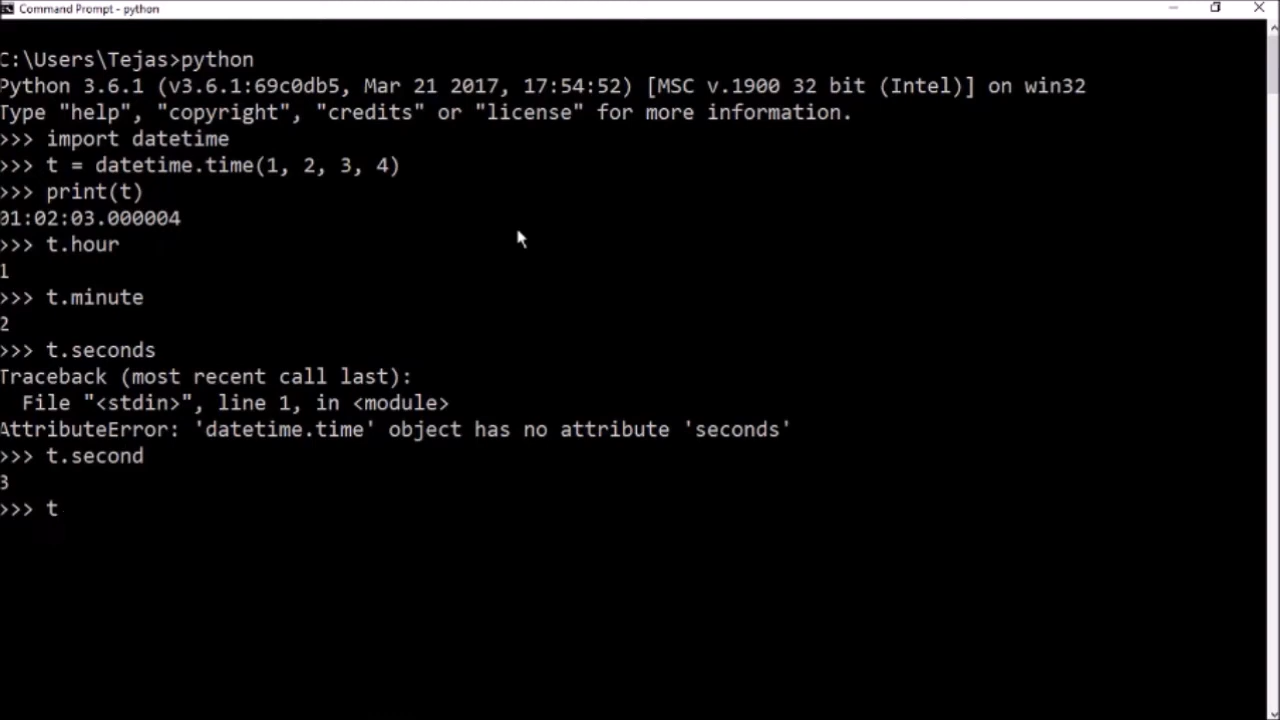 Command Prompt - python
C:\Users\Tejas>python
Python 3.6.1 (v3.6.1:69c0db5, Mar 21 2017, 17:54:52) [MSC v.1900 32 bit (Intel)] on win32
Type "help", "copyright", "credits" or "license" for more information.
>>> import datetime
>>> t = datetime.time(1, 2, 3, 4)
>>> print(t)
01:02:03.000004
>>> t.hour
1
>>> t.minute
2
>>> t.seconds
Traceback (most recent call last):
  File "<stdin>", line 1, in <module>
AttributeError: 'datetime.time' object has no attribute 'seconds'
>>> t.second
3
>>> t